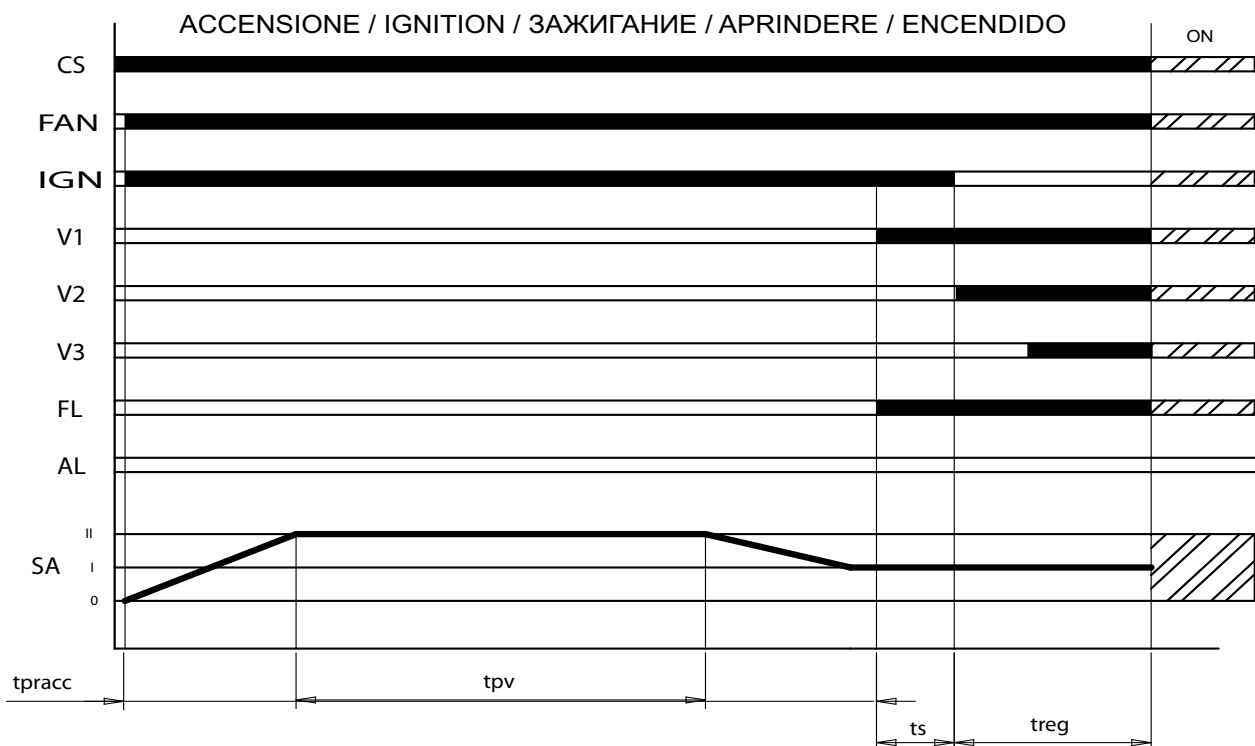 ACCENSIONE / IGNITION / ЗАЖИГАНИЕ / APRINDERE / ENCENDIDO
ON
CS
FAN
IGN
V1
V2
V3
FL
AL
II
SA I
0
tpracc tpv
ts treg